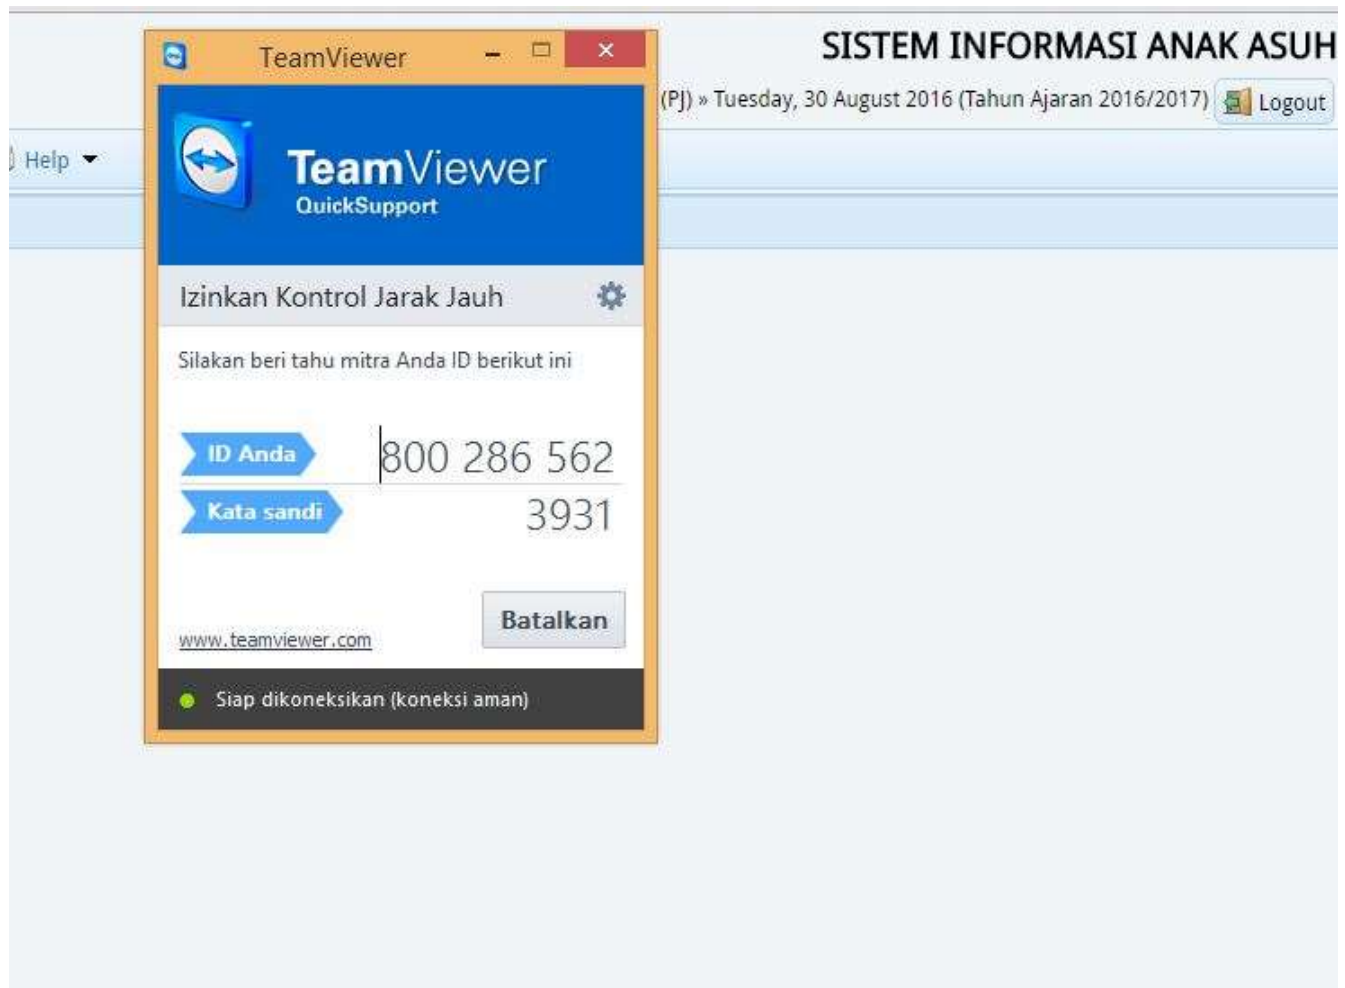 SISTEM INFORMASI ANAK ASUH
(PJ) » Tuesday, 30 August 2016 (Tahun Ajaran 2016/2017) Logout
Help
TeamViewer
TeamViewer
QuickSupport
Izinkan Kontrol Jarak Jauh
Silakan beri tahu mitra Anda ID berikut ini
ID Anda 800 286 562
Kata sandi 3931
Batalkan
www.teamviewer.com
Siap dikoneksikan (koneksi aman)